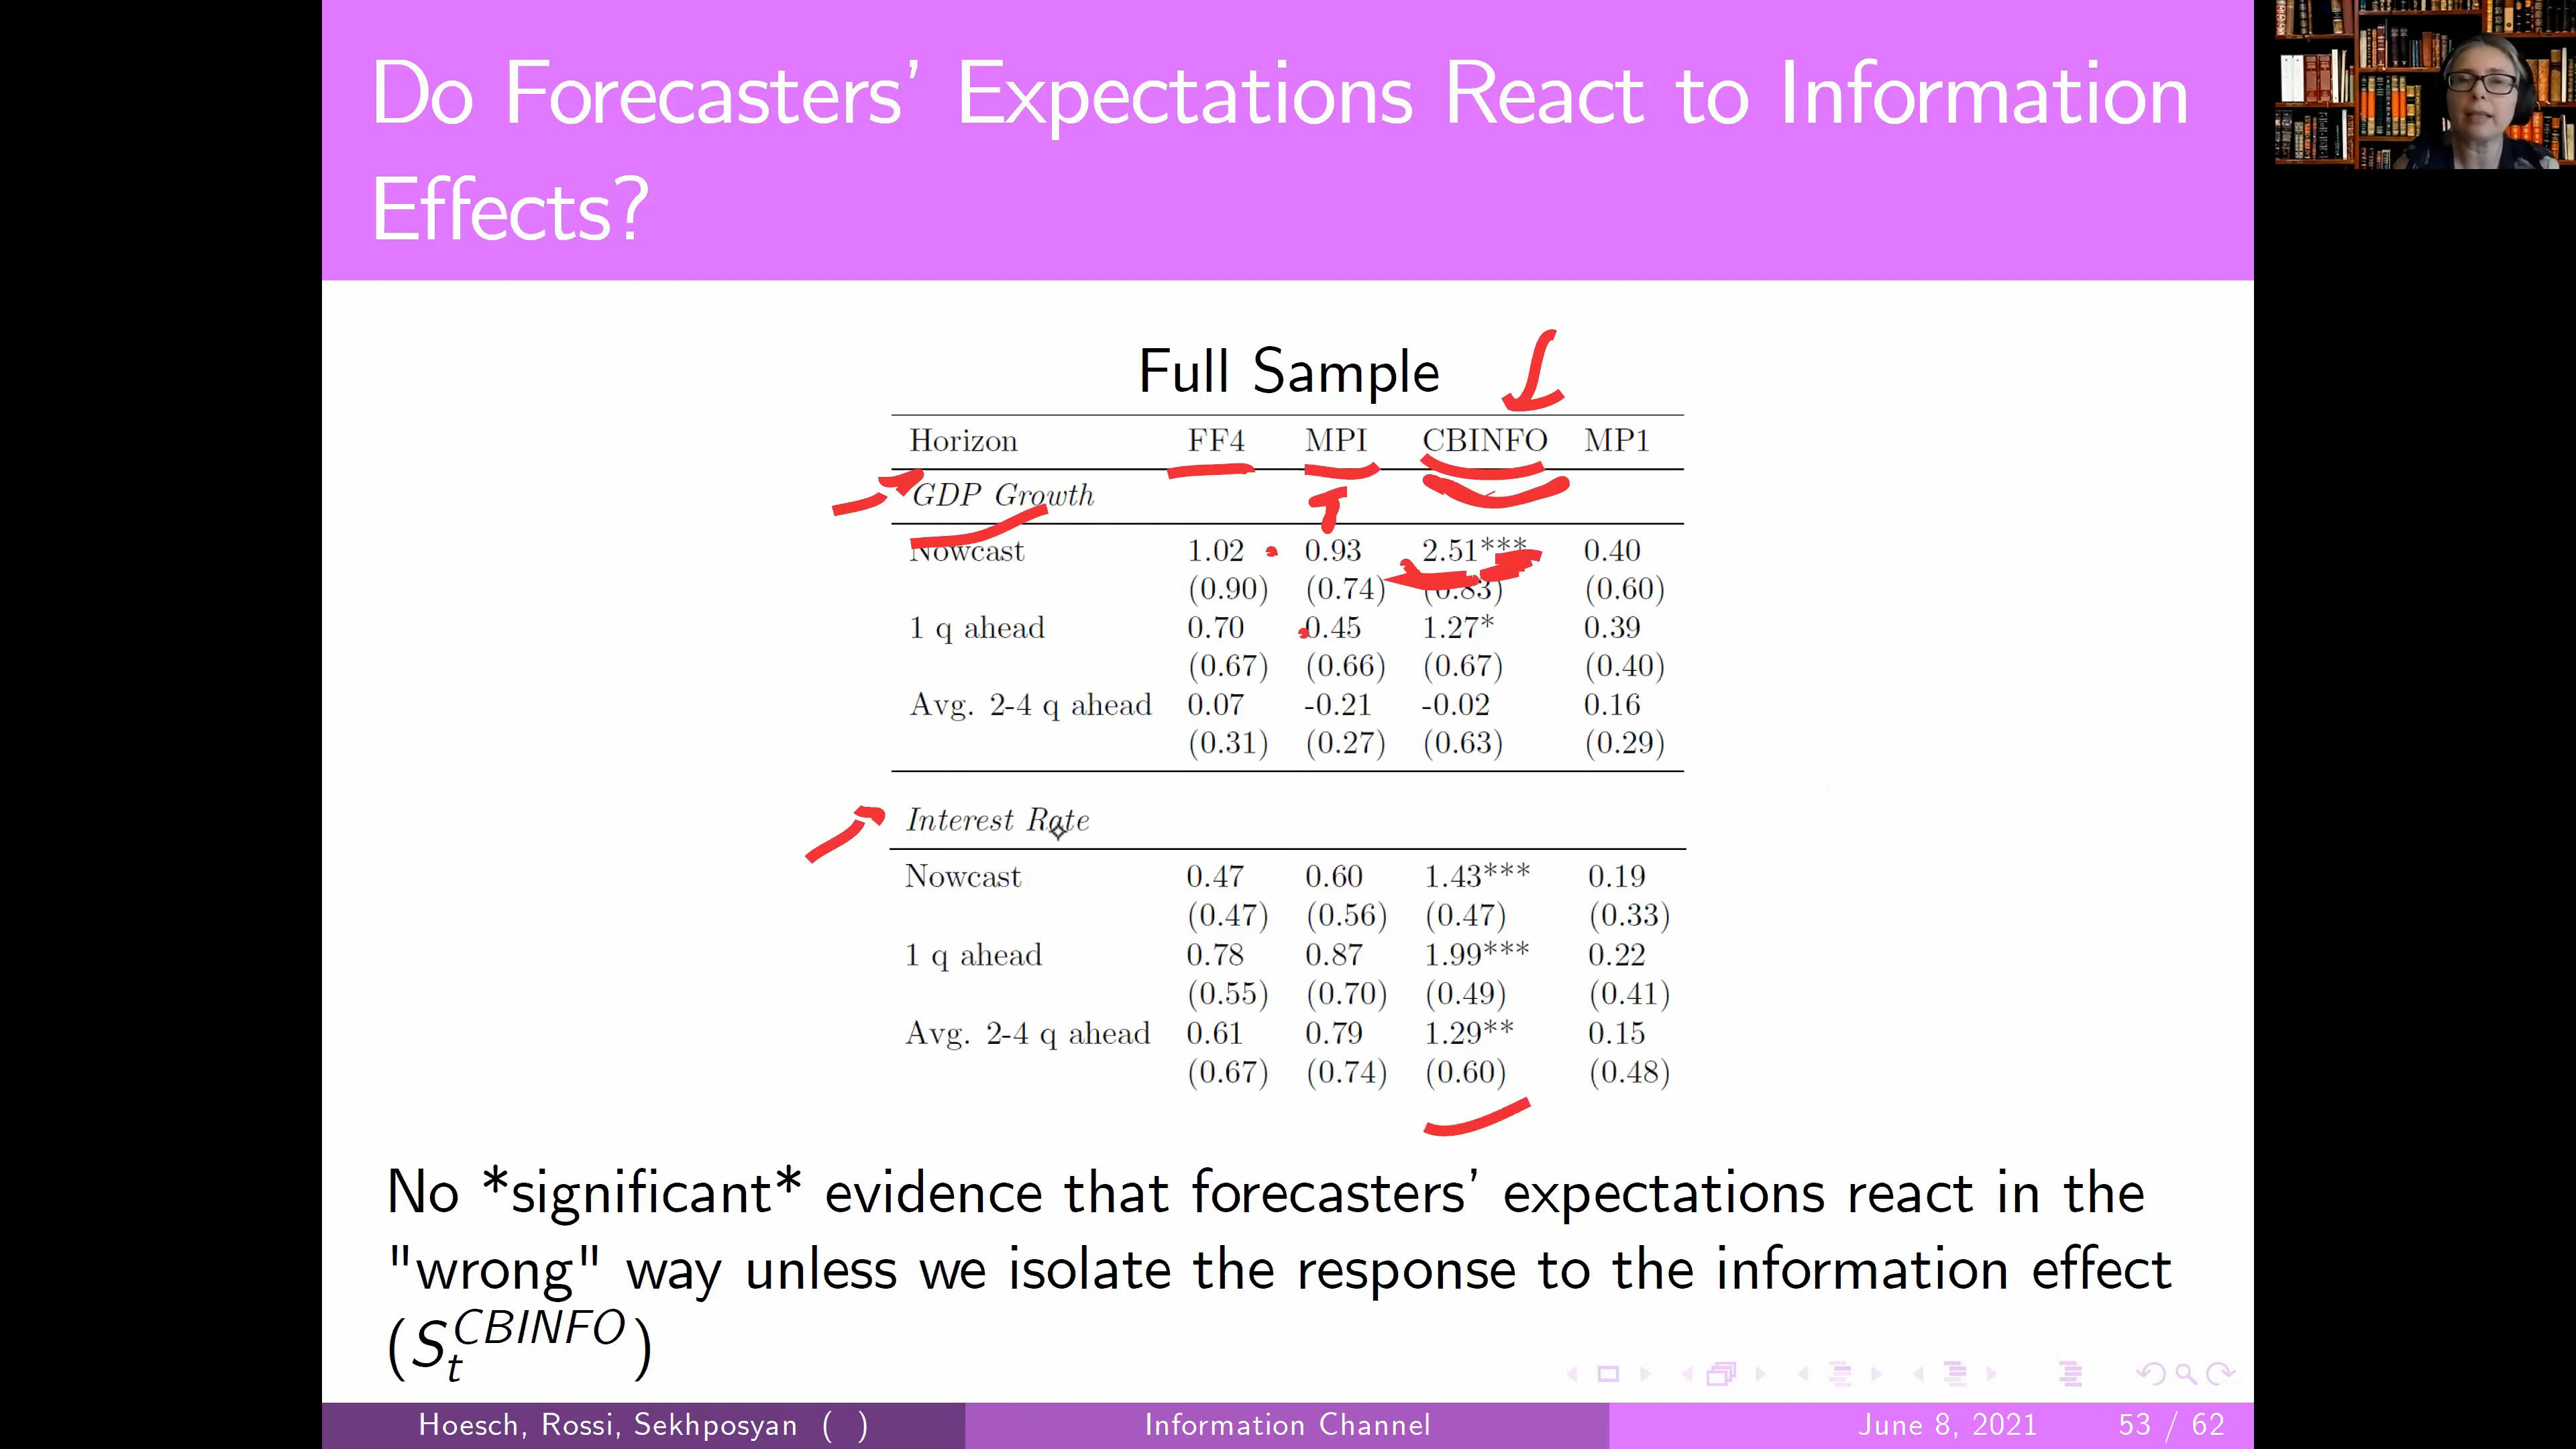 Do Forecasters' Expectations React to Information
Effects?
Full Sample
Horizon FF4 MPI CBINFO MP1
GDP Growth
Nowcast 1.02 0.93 2.51*** 0.40
(0.90) (0.74) (0.83) (0.60)
1 q ahead 0.70 0.45 1.27* 0.39
(0.67) (0.66) (0.67) (0.40)
Avg. 2-4 q ahead 0.07 -0.21 -0.02 0.16
(0.31) (0.27) (0.63) (0.29)
Interest Rate
Nowcast 0.47 0.60 1.43*** 0.19
(0.47) (0.56) (0.47) (0.33)
1 q ahead 0.78 0.87 1.99*** 0.22
(0.55) (0.70) (0.49) (0.41)
Avg. 2-4 q ahead 0.61 0.79 1.29** 0.15
(0.67) (0.74) (0.60) (0.48)
No *significant* evidence that forecasters' expectations react in the
"wrong" way unless we isolate the response to the information effect
(S_t^CBINFO)
Hoesch, Rossi, Sekhposyan ( ) Information Channel June 8, 2021 53 / 62